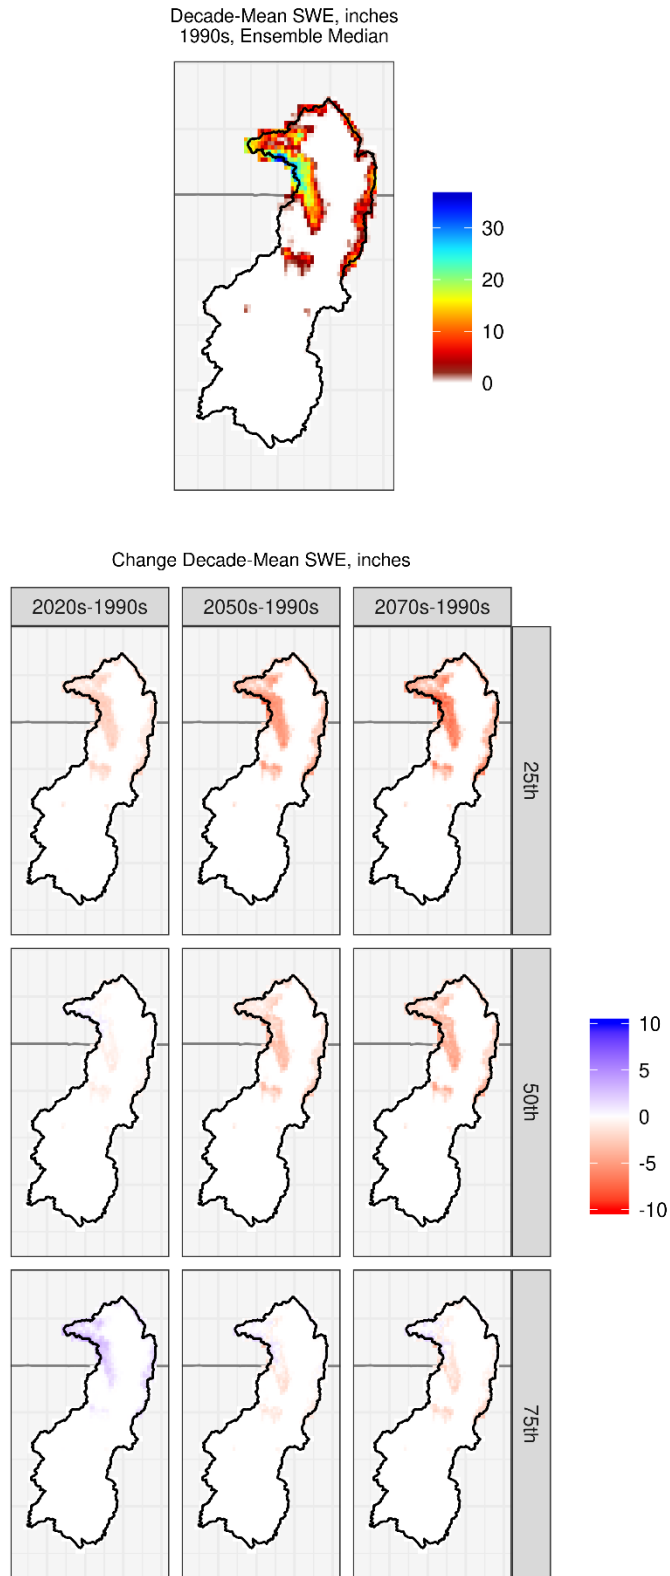 Decade-Mean SWE, inches
1990s, Ensemble Median
30
20
10
0
Change Decade-Mean SWE, inches
2020s-1990s
2050s-1990s
2070s-1990s
25th
50th
75th
10
5
0
-5
-10